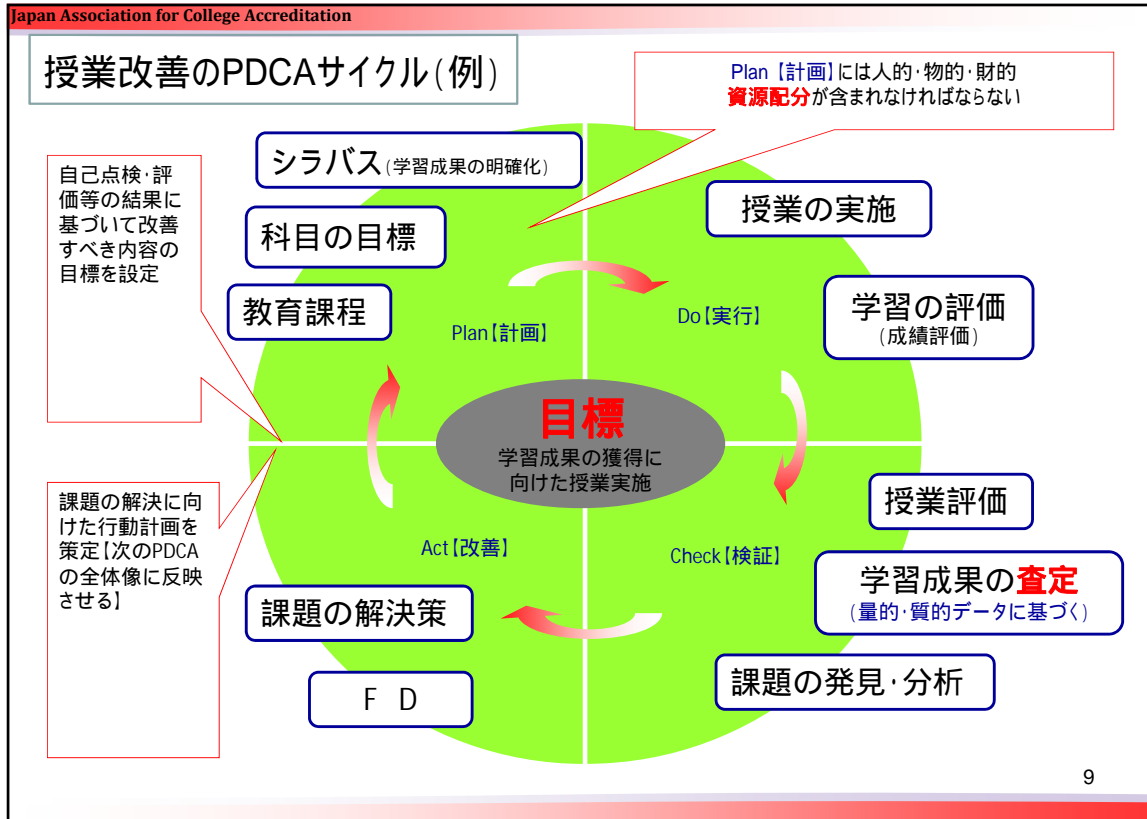 Japan Association for College Accreditation
授業改善のPDCAサイクル(例)
Plan【計画】には人的・物的・財的
資源配分が含まれなければならない
自己点検・評
価等の結果に
基づいて改善
すべき内容の
目標を設定
シラバス(学習成果の明確化)
科目の目標
教育課程
Plan【計画】
授業の実施
学習の評価
(成績評価)
Do【実行】
目標
学習成果の獲得に
向けた授業実施
課題の解決に向
けた行動計画を
策定【次のPDCA
の全体像に反映
させる】
Act【改善】
課題の解決策
F D
Check【検証】
授業評価
学習成果の査定
(量的・質的データに基づく)
課題の発見・分析
9